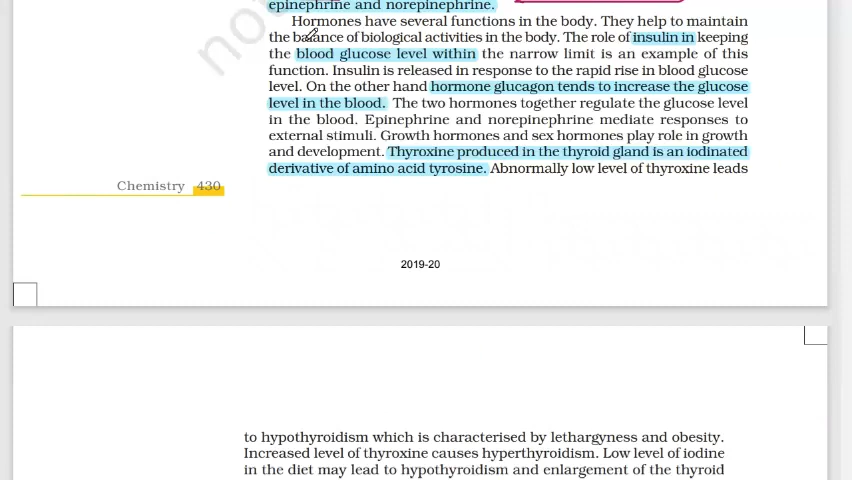 epinephrine and norepinephrine.
Hormones have several functions in the body. They help to maintain
the balance of biological activities in the body. The role of insulin in keeping
the blood glucose level within the narrow limit is an example of this
function. Insulin is released in response to the rapid rise in blood glucose
level. On the other hand hormone glucagon tends to increase the glucose
level in the blood. The two hormones together regulate the glucose level
in the blood. Epinephrine and norepinephrine mediate responses to
external stimuli. Growth hormones and sex hormones play role in growth
and development. Thyroxine produced in the thyroid gland is an iodinated
derivative of amino acid tyrosine. Abnormally low level of thyroxine leads
Chemistry 430
2019-20
to hypothyroidism which is characterised by lethargyness and obesity.
Increased level of thyroxine causes hyperthyroidism. Low level of iodine
in the diet may lead to hypothyroidism and enlargement of the thyroid